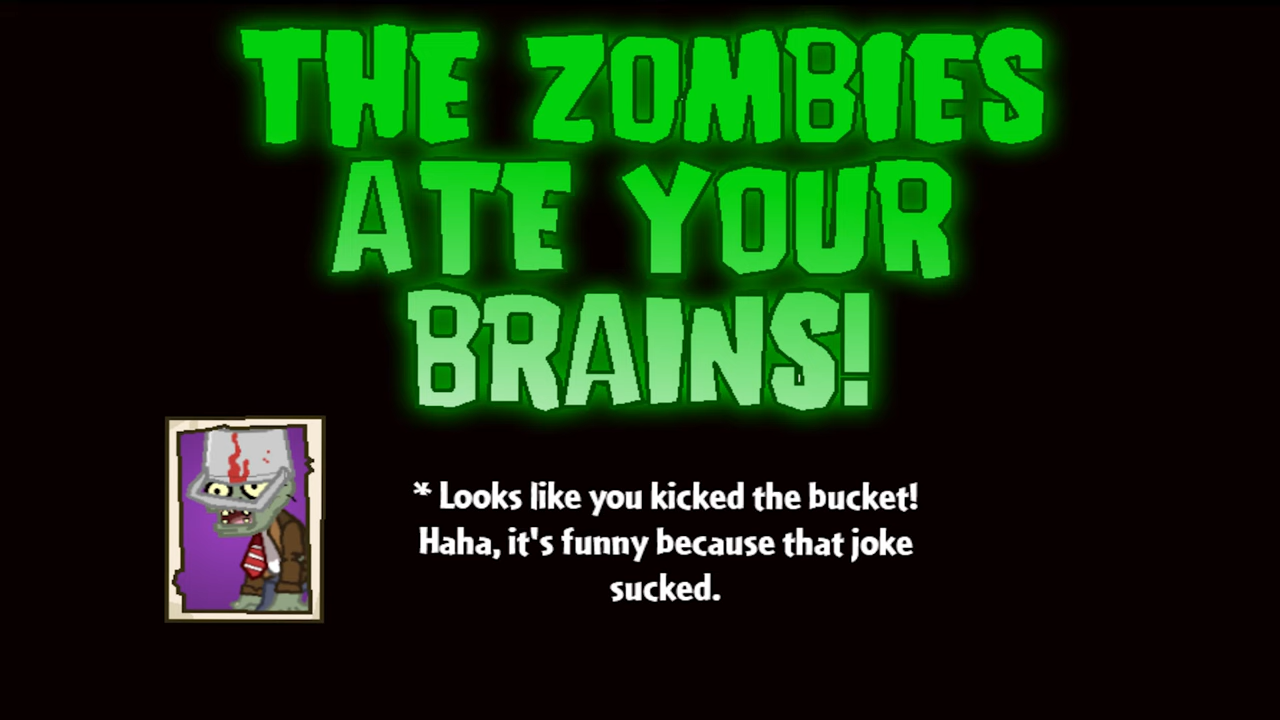 THE ZOMBIES
ATE YOUR
BRAINS!
* Looks like you kicked the bucket!
Haha, it's funny because that joke
sucked.